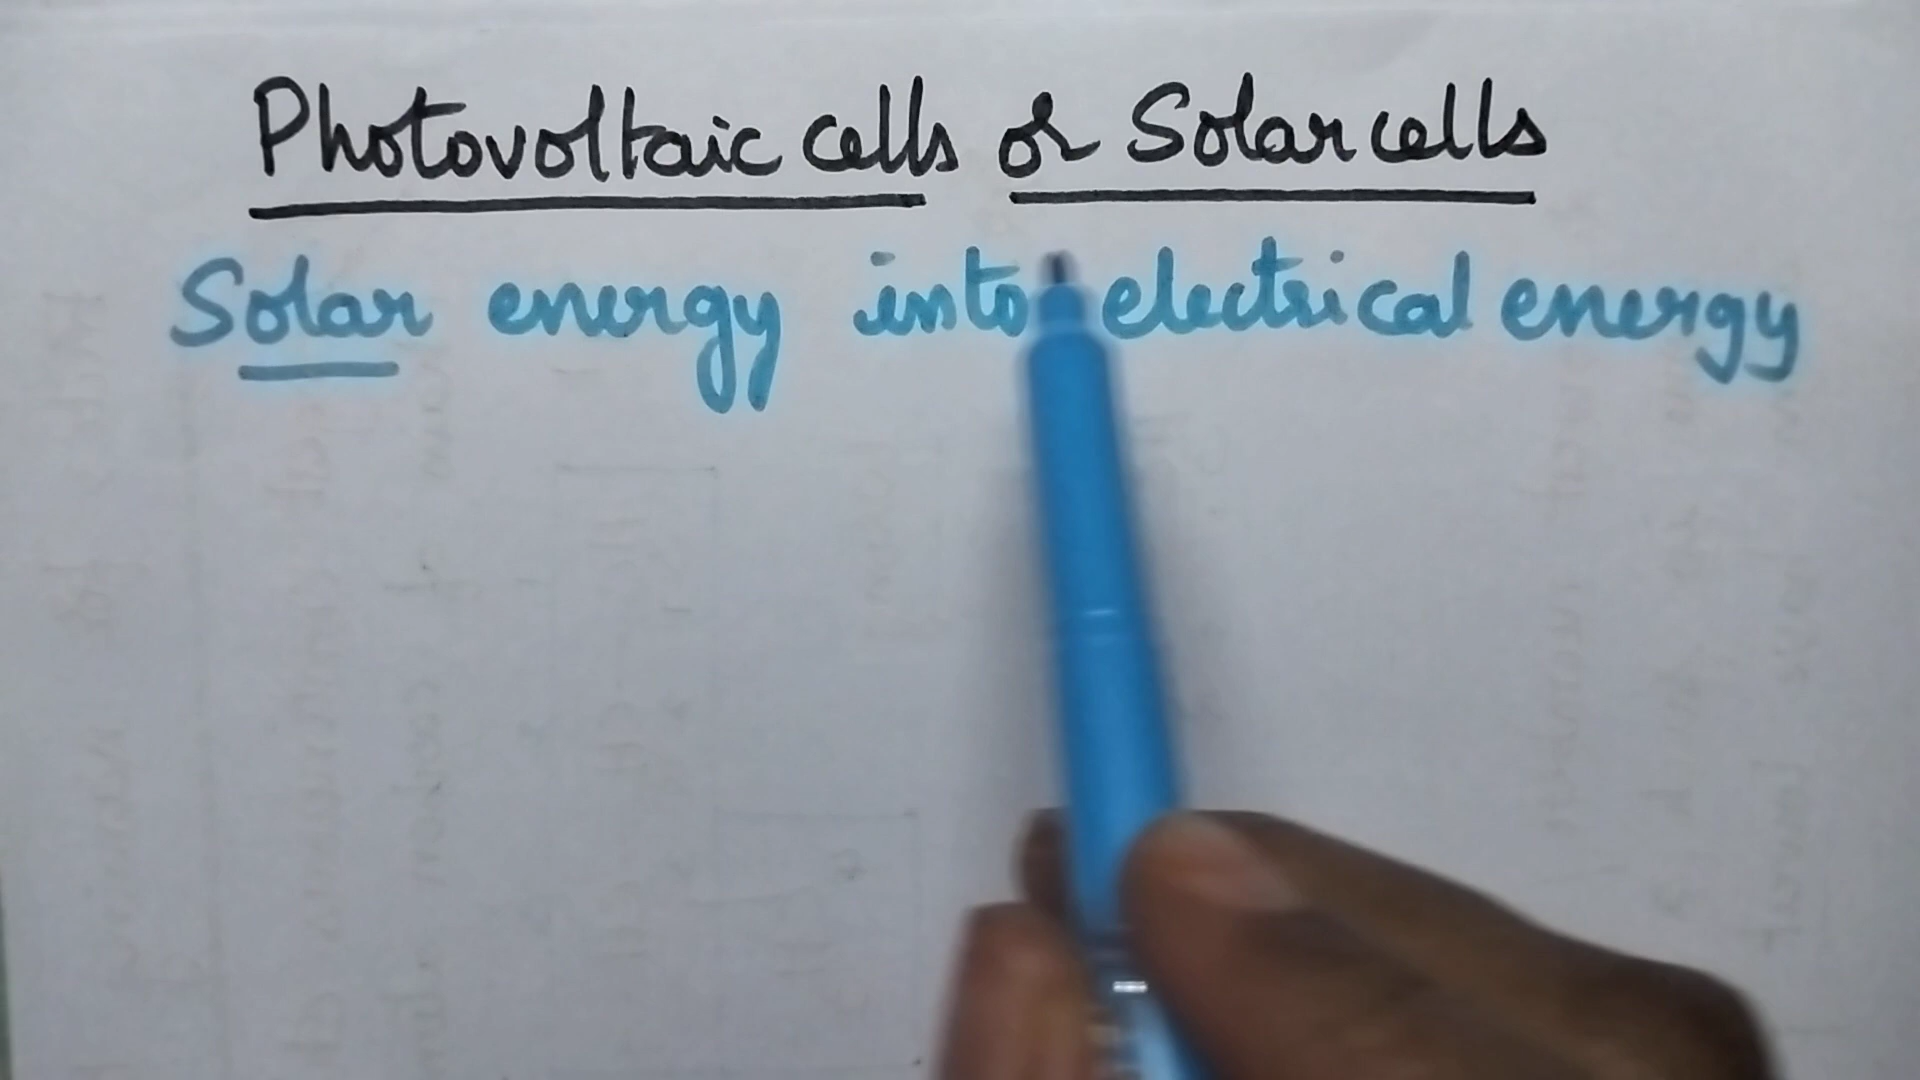 Photovoltaic cells or Solar cells
Solar energy into electrical energy